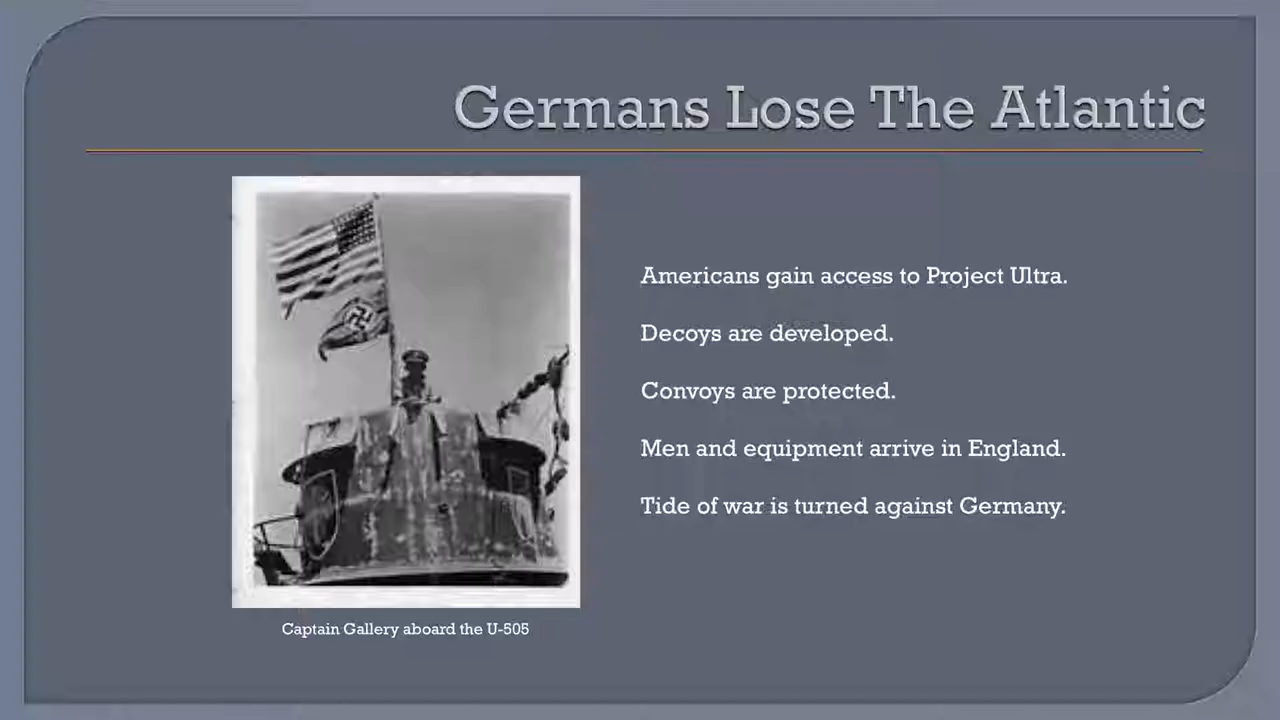 Germans Lose The Atlantic
Americans gain access to Project Ultra.
Decoys are developed.
Convoys are protected.
Men and equipment arrive in England.
Tide of war is turned against Germany.
Captain Gallery aboard the U-505